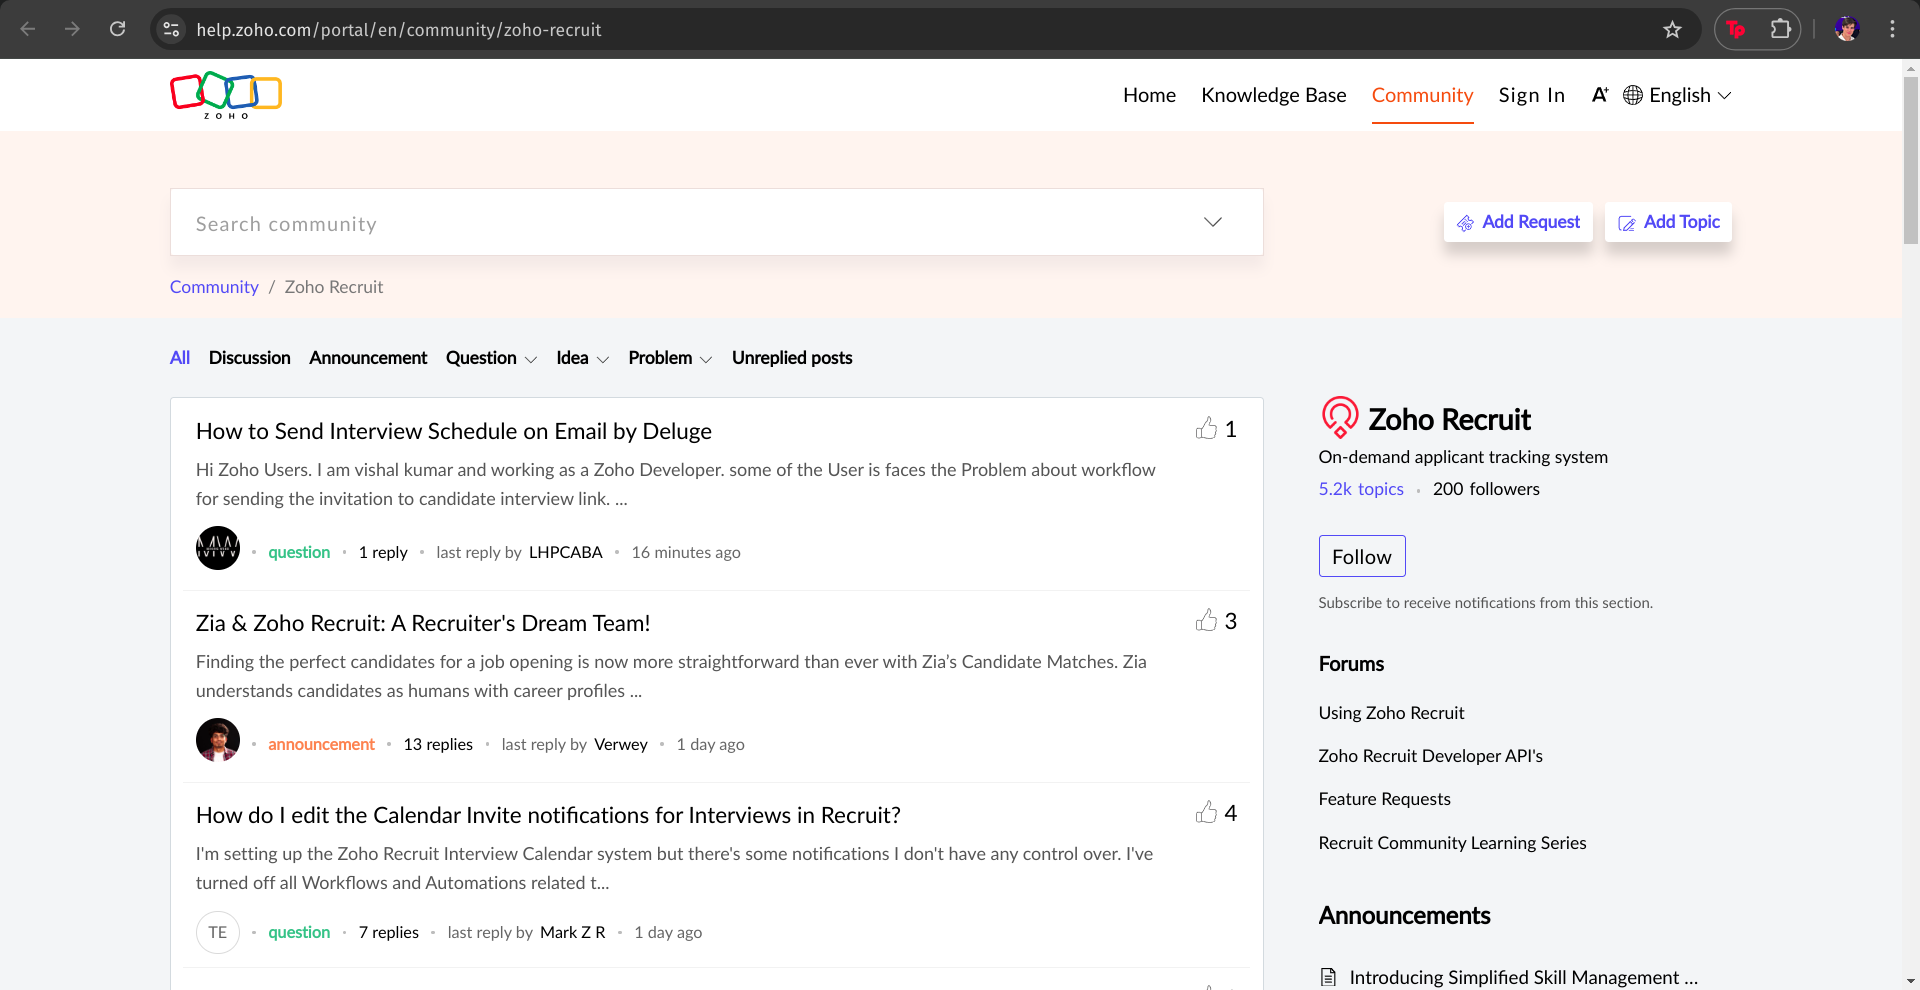 help.zoho.com/portal/en/community/zoho-recruit
Tp
ZOHO
Home Knowledge Base Community Sign In A+ English
Search community
Add Request Add Topic
Community / Zoho Recruit
All Discussion Announcement Question Idea Problem Unreplied posts
How to Send Interview Schedule on Email by Deluge
1
Hi Zoho Users. I am vishal kumar and working as a Zoho Developer. some of the User is faces the Problem about workflow
for sending the invitation to candidate interview link. ...
question · 1 reply · last reply by LHPCABA · 16 minutes ago
Zia & Zoho Recruit: A Recruiter's Dream Team!
3
Finding the perfect candidates for a job opening is now more straightforward than ever with Zia’s Candidate Matches. Zia
understands candidates as humans with career profiles ...
announcement · 13 replies · last reply by Verwey · 1 day ago
How do I edit the Calendar Invite notifications for Interviews in Recruit?
4
I'm setting up the Zoho Recruit Interview Calendar system but there's some notifications I don't have any control over. I've
turned off all Workflows and Automations related t...
TE · question · 7 replies · last reply by Mark Z R · 1 day ago
Zoho Recruit
On-demand applicant tracking system
5.2k topics · 200 followers
Follow
Subscribe to receive notifications from this section.
Forums
Using Zoho Recruit
Zoho Recruit Developer API's
Feature Requests
Recruit Community Learning Series
Announcements
Introducing Simplified Skill Management ...